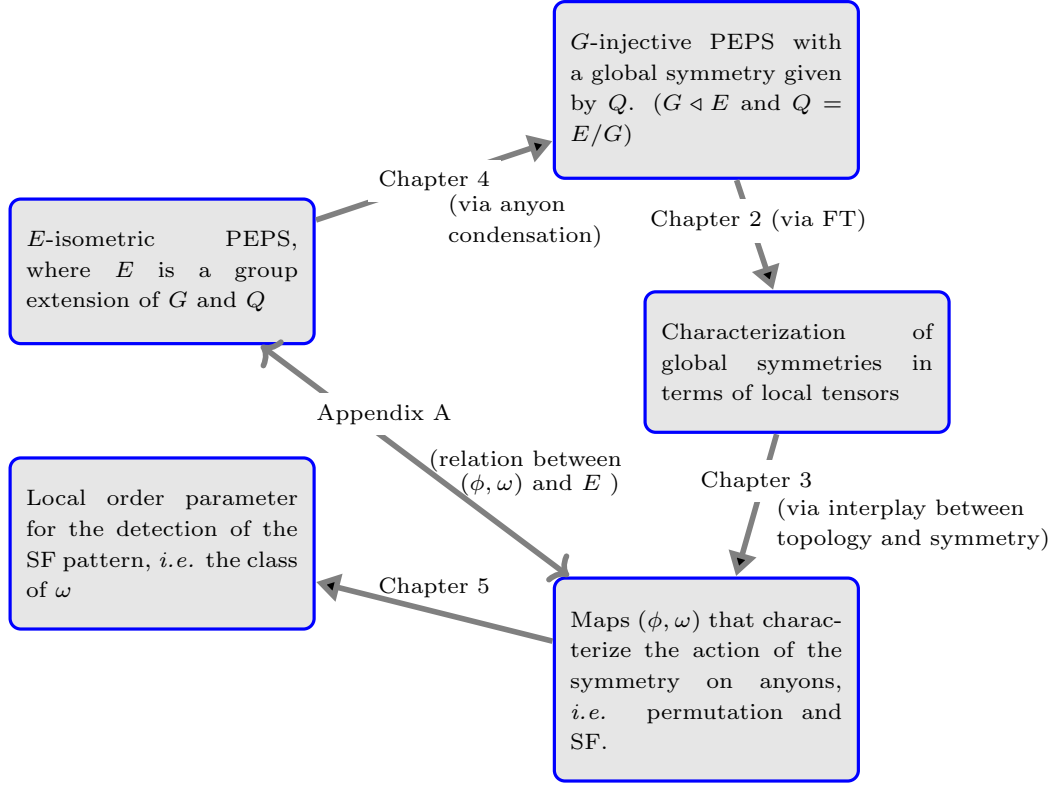 G-injective PEPS with
a global symmetry given
by Q. (G ◁ E and Q =
E/G)
Chapter 4
(via anyon
condensation)
Chapter 2 (via FT)
E-isometric PEPS,
where E is a group
extension of G and Q
Characterization of
global symmetries in
terms of local tensors
Appendix A
(relation between
(ϕ, ω) and E )
Chapter 3
(via interplay between
topology and symmetry)
Local order parameter
for the detection of the
SF pattern, i.e. the class
of ω
Chapter 5
Maps (ϕ, ω) that charac-
terize the action of the
symmetry on anyons,
i.e. permutation and
SF.